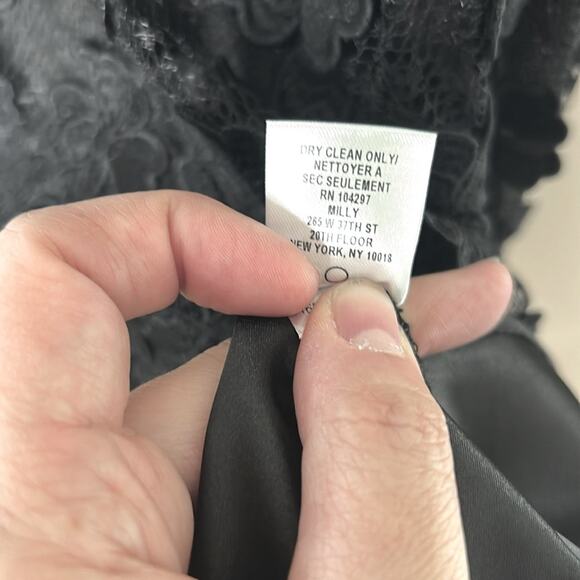 DRY CLEAN ONLY/
NETTOYER A
SEC SEULEMENT
RN 104297
MILLY
265 W 37TH ST
20TH FLOOR
NEW YORK, NY 10018